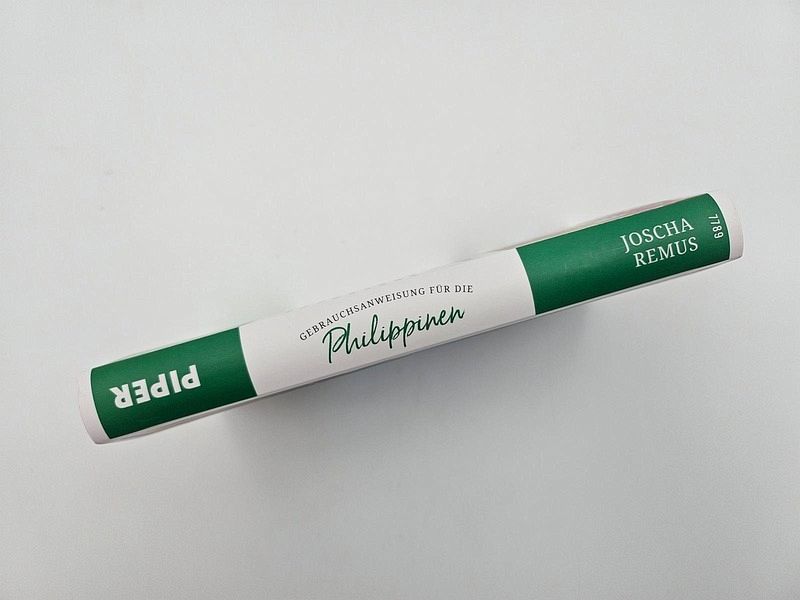 PIPER
GEBRAUCHSANWEISUNG FÜR DIE
Philippinen
JOSCHA
REMUS
7789